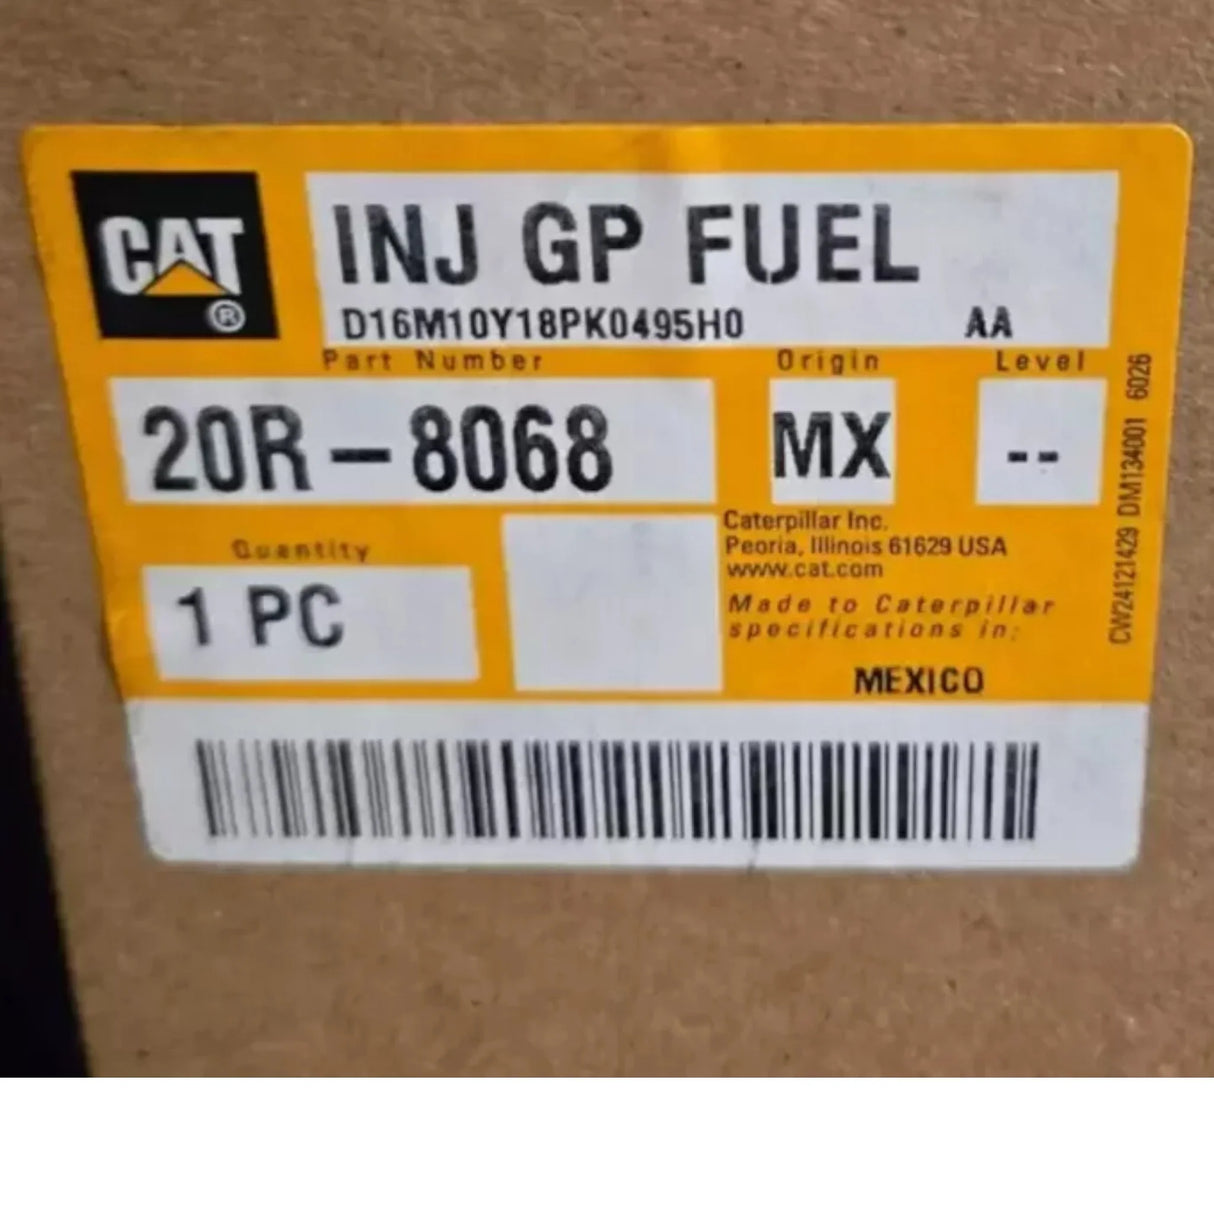 CAT®
INJ GP FUEL
D16M10Y18PK0495H0 AA
Part Number Origin Level
20R-8068 MX --
Quantity
1 PC
Caterpillar Inc.
Peoria, Illinois 61629 USA
www.cat.com
Made to Caterpillar
specifications in:
MEXICO
CW24121429 DM134001 6026